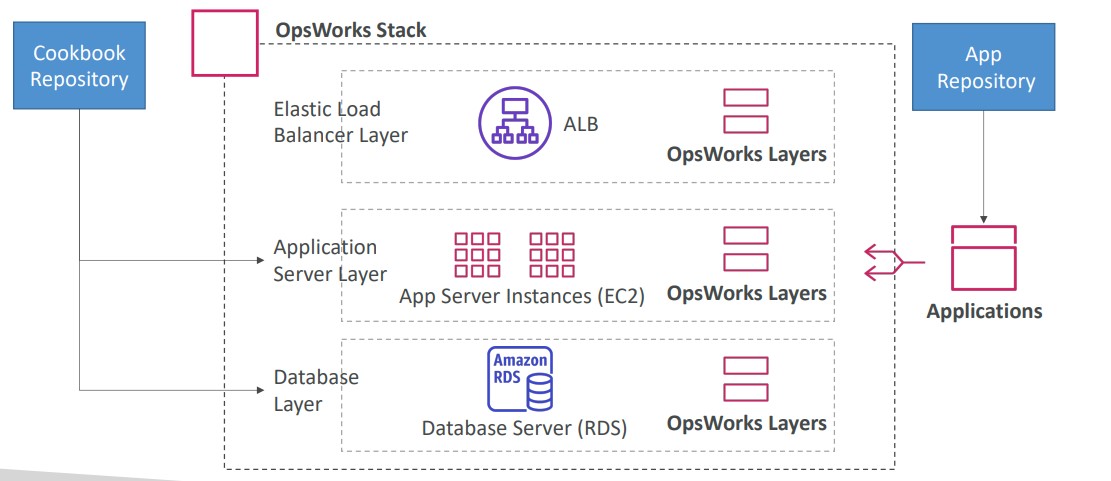 OpsWorks Stack
Cookbook
Repository
App
Repository
Elastic Load
Balancer Layer
ALB
OpsWorks Layers
Application
Server Layer
App Server Instances (EC2)
OpsWorks Layers
Applications
Database
Layer
Amazon
RDS
Database Server (RDS)
OpsWorks Layers